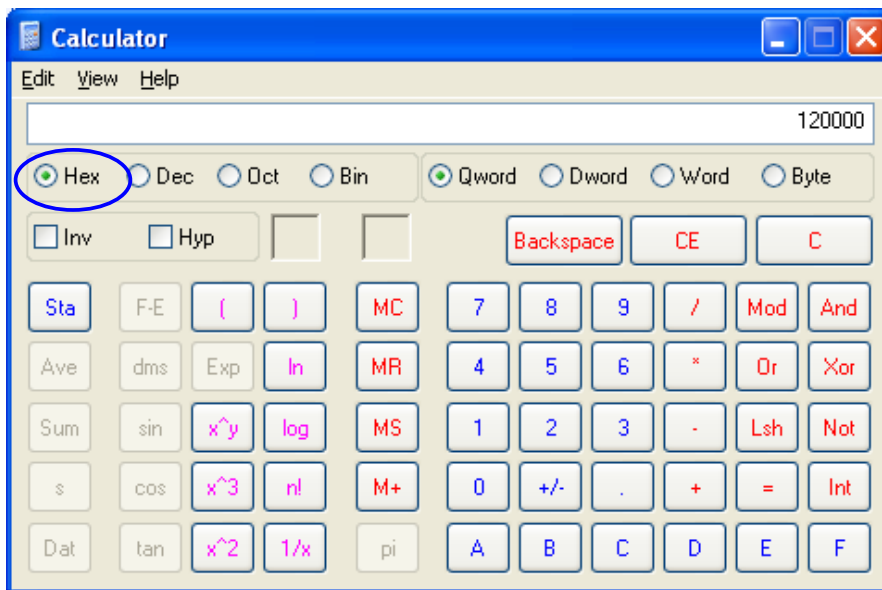 Calculator
Edit View Help
120000
Hex Dec Oct Bin Qword Dword Word Byte
Inv Hyp Backspace CE C
Sta F-E ( ) MC 7 8 9 / Mod And
Ave dms Exp ln MR 4 5 6 * Or Xor
Sum sin x^y log MS 1 2 3 - Lsh Not
s cos x^3 n! M+ 0 +/- . + = Int
Dat tan x^2 1/x pi A B C D E F